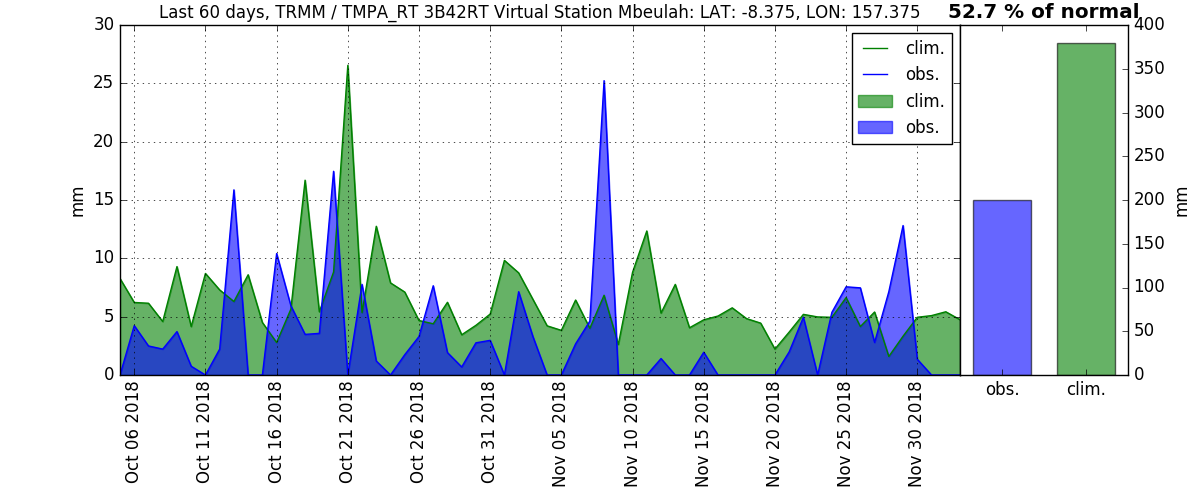 Last 60 days, TRMM / TMPA_RT 3B42RT Virtual Station Mbeulah: LAT: -8.375, LON: 157.375
52.7 % of normal
30
25
20
15
10
5
0
mm
clim.
obs.
clim.
obs.
Oct 06 2018
Oct 11 2018
Oct 16 2018
Oct 21 2018
Oct 26 2018
Oct 31 2018
Nov 05 2018
Nov 10 2018
Nov 15 2018
Nov 20 2018
Nov 25 2018
Nov 30 2018
400
350
300
250
200
150
100
50
0
mm
obs.
clim.